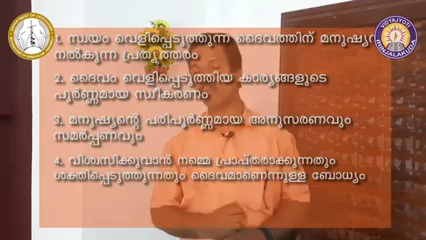 1. സ്വയം വെളിപ്പെടുത്തുന്ന ദൈവത്തിന് മനുഷ്യൻ
നൽകുന്ന പ്രത്യുത്തരം
2. ദൈവം വെളിപ്പെടുത്തിയ കാര്യങ്ങളുടെ
പൂർണ്ണമായ സ്വീകരണം
3. മനുഷ്യന്റെ പരിപൂർണ്ണമായ അനുസരണവും
സമർപ്പണവും
4. വിശ്വസിക്കുവാൻ നമ്മെ പ്രാപ്തരാക്കുന്നതും
ശക്തിപ്പെടുത്തുന്നതും ദൈവമാണെന്നുള്ള ബോധ്യം